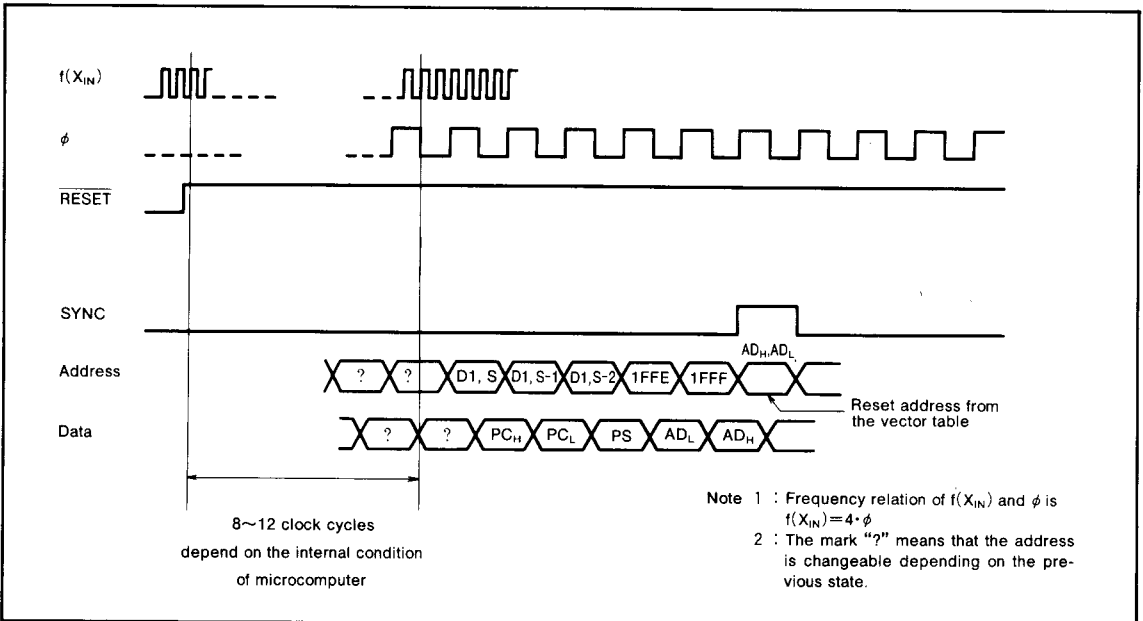 f(XIN)
ϕ
RESET
SYNC
ADH,ADL
Address
? ? D1, S D1, S-1 D1, S-2 1FFE 1FFF
Reset address from
the vector table
Data
? ? PCH PCL PS ADL ADH
8~12 clock cycles
depend on the internal condition
of microcomputer
Note 1 : Frequency relation of f(XIN) and ϕ is
f(XIN)=4·ϕ
2 : The mark "?" means that the address
is changeable depending on the pre-
vious state.